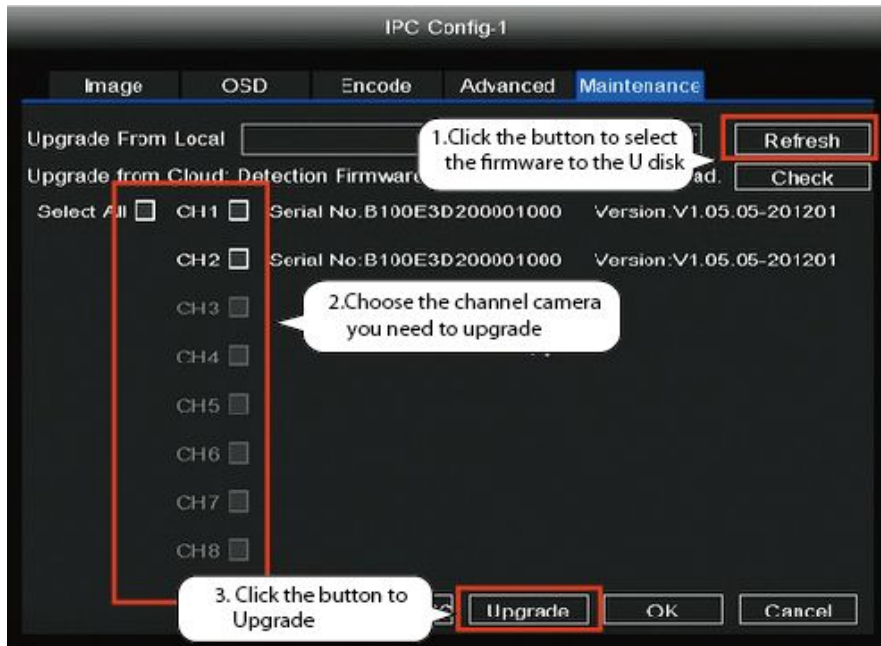 IPC Config-1
Image OSD Encode Advanced Maintenance
Upgrade From Local
1.Click the button to select
the firmware to the U disk
Refresh
Upgrade from Cloud: Detection Firmware ad. Check
Select All CH1 Serial No:B100E3D200001000 Version:V1.05.05-201201
CH2 Serial No:B100E3D200001000 Version:V1.05.05-201201
2.Choose the channel camera
you need to upgrade
CH3
CH4
CH5
CH6
CH7
CH8
3. Click the button to
Upgrade
Upgrade OK Cancel